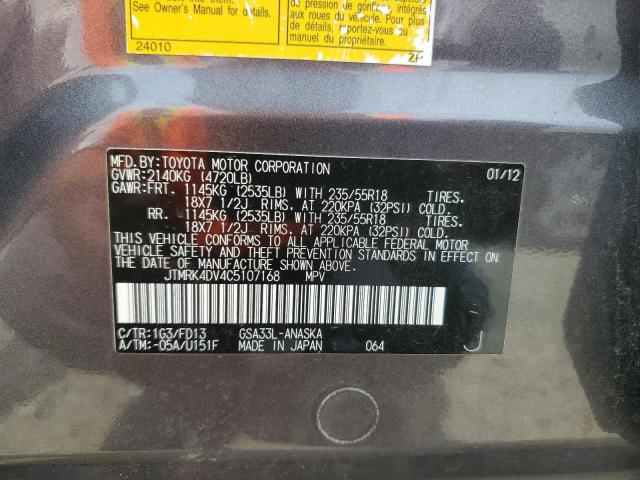 into them.
See Owner's Manual for details.
24010
du pression de gonflage intégrés
aux roues du véhicule. Pour plus
de détails, reportez-vous au
manuel du propriétaire.
ZP
MFD. BY: TOYOTA MOTOR CORPORATION 01/12
GVWR: 2140KG (4720LB)
GAWR: FRT. 1145KG (2535LB) WITH 235/55R18 TIRES.
18X7 1/2J RIMS. AT 220KPA (32PSI) COLD.
RR. 1145KG (2535LB) WITH 235/55R18 TIRES.
18X7 1/2J RIMS. AT 220KPA (32PSI) COLD.
THIS VEHICLE CONFORMS TO ALL APPLICABLE FEDERAL MOTOR
VEHICLE SAFETY AND THEFT PREVENTION STANDARDS IN EFFECT
ON THE DATE OF MANUFACTURE SHOWN ABOVE.
JTMRK4DV4C5107168 MPV
C/TR: 1G3/FD13 GSA33L-ANASKA
A/TM: -05A/U151F MADE IN JAPAN 064 J